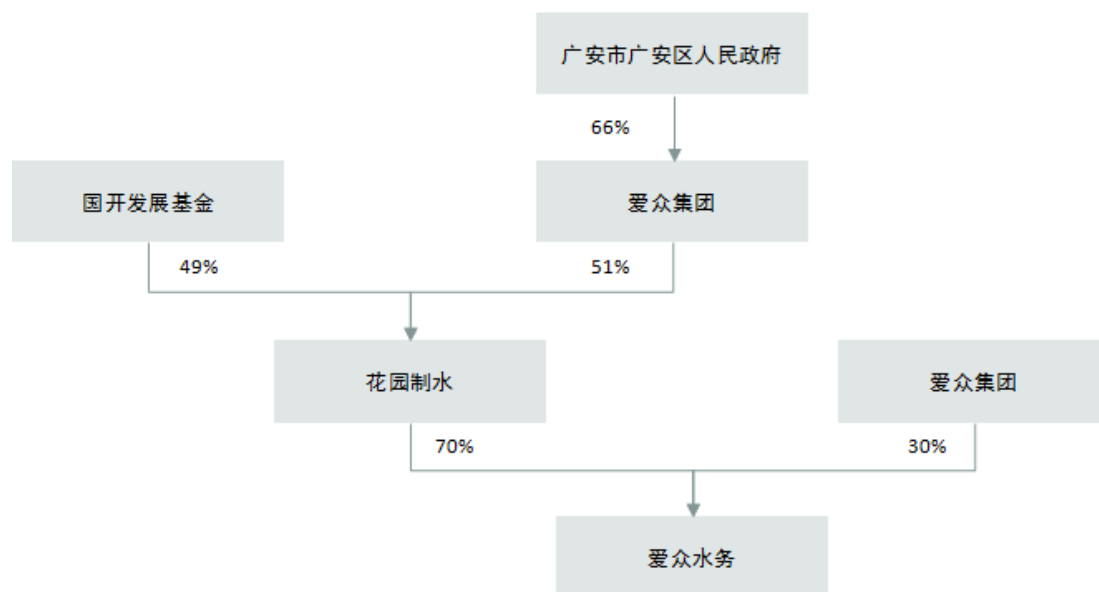 广安市广安区人民政府
66%
国开发展基金
爱众集团
49%
51%
花园制水
爱众集团
70%
30%
爱众水务